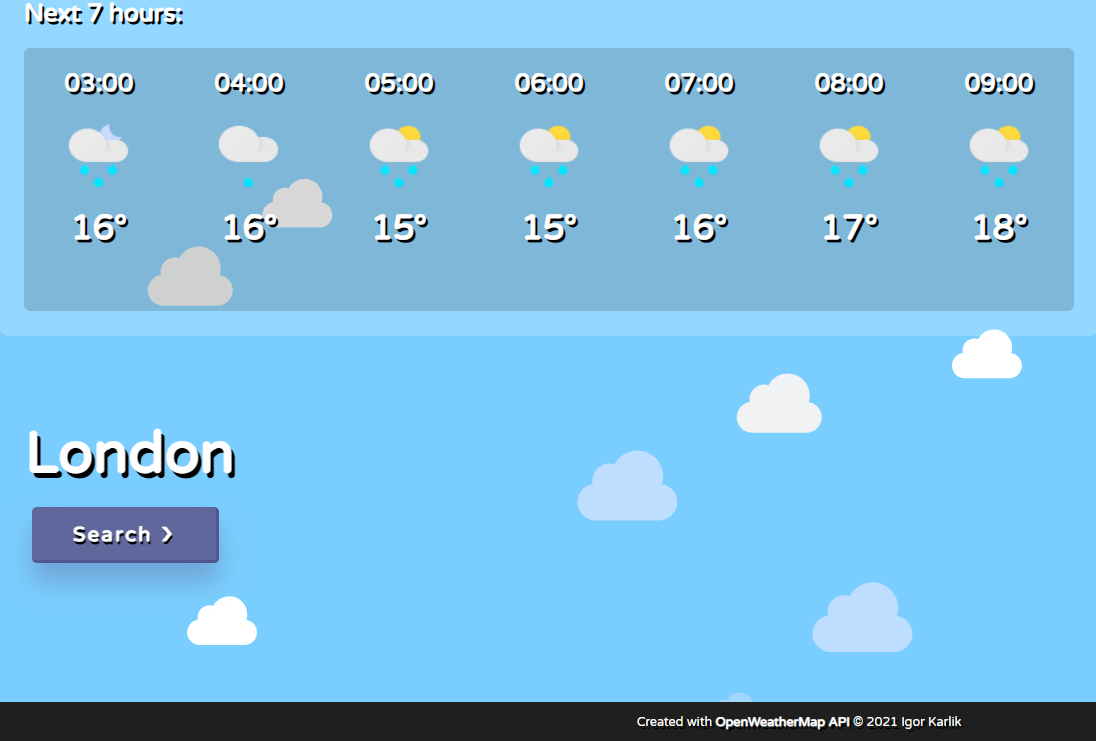 Next 7 hours:
03:00 04:00 05:00 06:00 07:00 08:00 09:00
16° 16° 15° 15° 16° 17° 18°
London
Search ❯
Created with OpenWeatherMap API © 2021 Igor Karlik